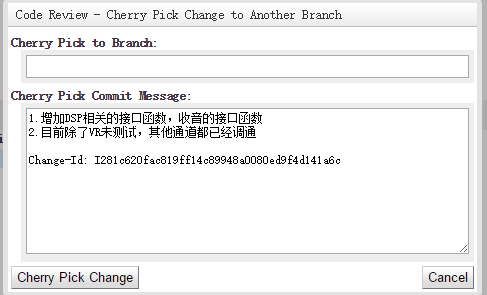 Code Review - Cherry Pick Change to Another Branch
Cherry Pick to Branch:
Cherry Pick Commit Message:
1.增加DSP相关的接口函数，收音的接口函数
2.目前除了VR未测试，其他通道都已经调通
Change-Id: I281c620fac819ff14c89948a0080ed9f4d141a6c
Cherry Pick Change
Cancel